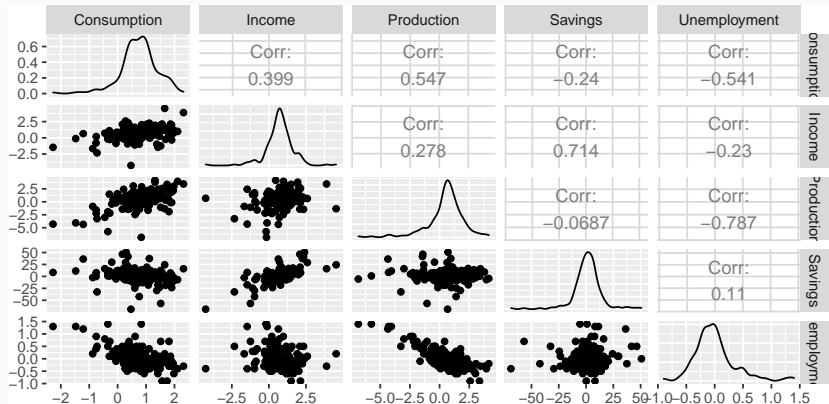 Consumption Income Production Savings Unemployment
0.6
0.4
0.2
0.0
Corr:
0.399
Corr:
0.547
Corr:
−0.24
Corr:
−0.541
onsumptic
2.5
0.0
−2.5
Corr:
0.278
Corr:
0.714
Corr:
−0.23
Income
2.5
0.0
−2.5
−5.0
Corr:
−0.0687
Corr:
−0.787
Production
50
25
0
−25
−50
Corr:
0.11
Savings
1.5
1.0
0.5
0.0
−0.5
−1.0
employme
−2 −1 0 1 2 −2.5 0.0 2.5 −5.0 −2.5 0.0 2.5 −50 −25 0 25 50 −1.0 −0.5 0.0 0.5 1.0 1.5